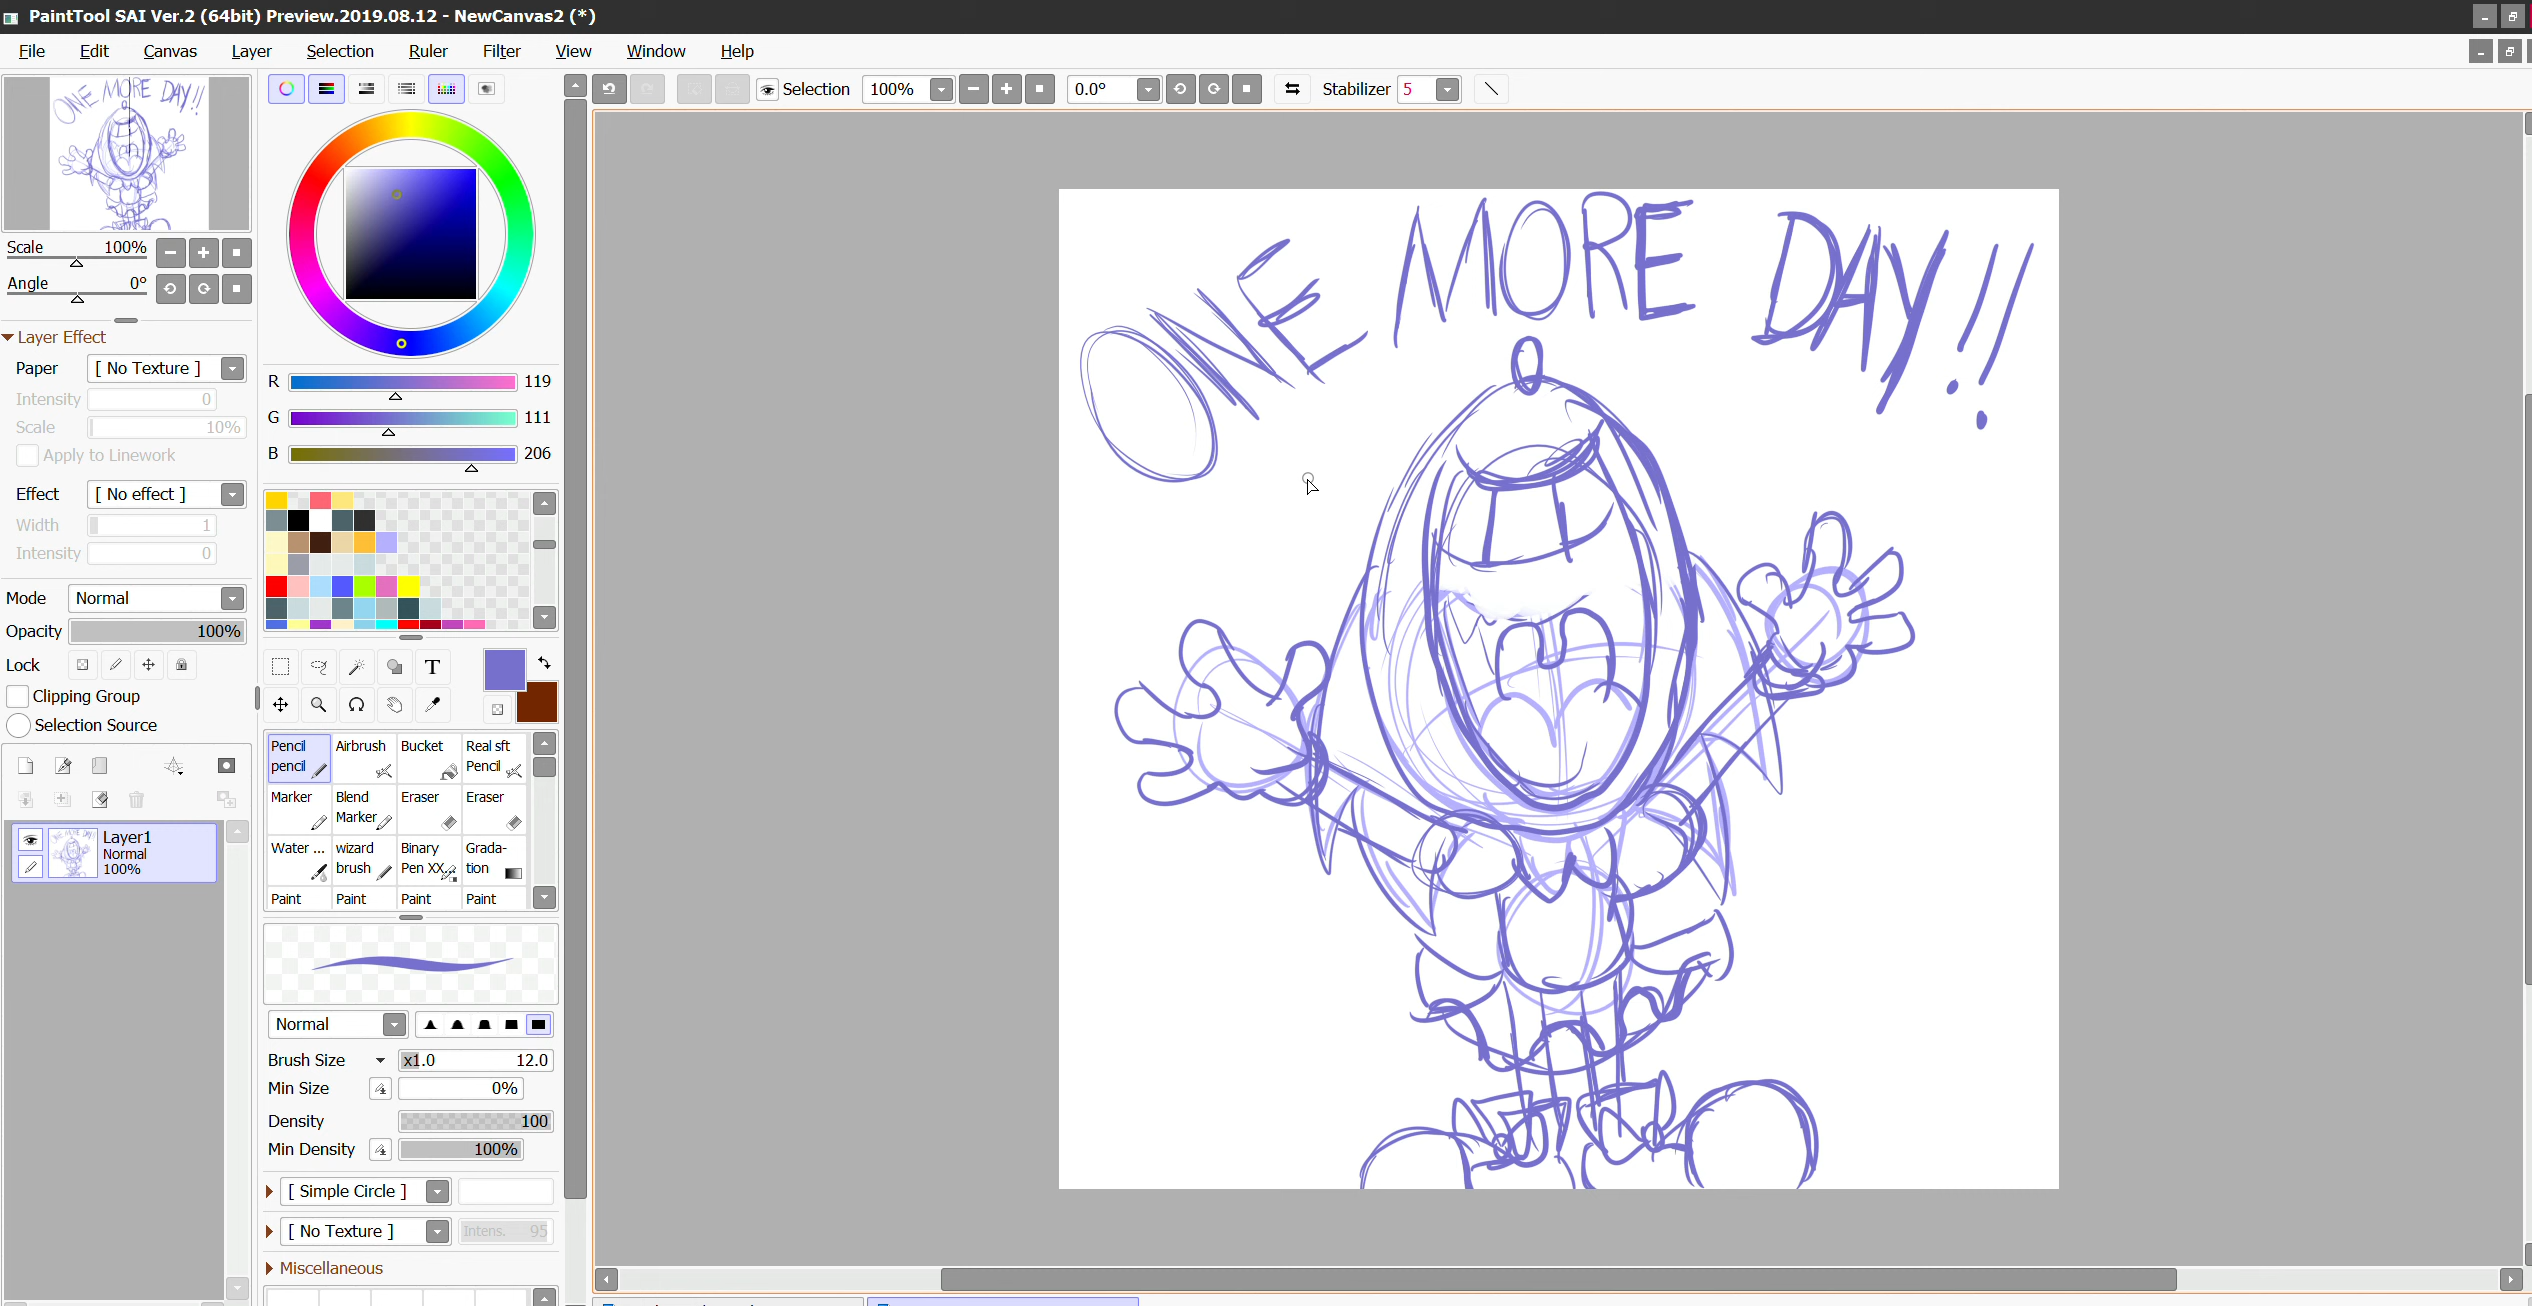 PaintTool SAI Ver.2 (64bit) Preview.2019.08.12 - NewCanvas2 (*)
File Edit Canvas Layer Selection Ruler Filter View Window Help
Selection 100% 0.0° Stabilizer 5
Scale 100%
Angle 0°
Layer Effect
Paper [ No Texture ]
Intensity 0
Scale 10%
Apply to Linework
Effect [ No effect ]
Width 1
Intensity 0
Mode Normal
Opacity 100%
Lock
Clipping Group
Selection Source
Layer1
Normal
100%
R 119
G 111
B 206
T
Pencil pencil
Airbrush
Bucket
Real sft Pencil
Marker
Blend Marker
Eraser
Eraser
Water ...
wizard brush
Binary Pen XX
Grada-tion
Paint
Paint
Paint
Paint
Normal
Brush Size x1.0 12.0
Min Size 0%
Density 100
Min Density 100%
[ Simple Circle ]
[ No Texture ] Intens. 95
Miscellaneous
ONE MORE DAY!!